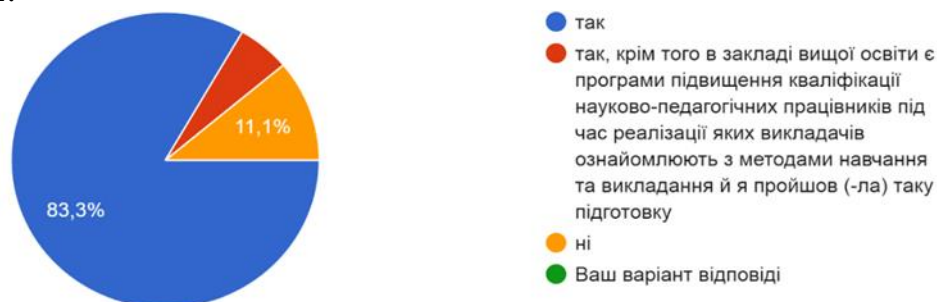 83,3%
11,1%
так
так, крім того в закладі вищої освіти є
програми підвищення кваліфікації
науково-педагогічних працівників під
час реалізації яких викладачів
ознайомлюють з методами навчання
та викладання й я пройшов (-ла) таку
підготовку
ні
Ваш варіант відповіді